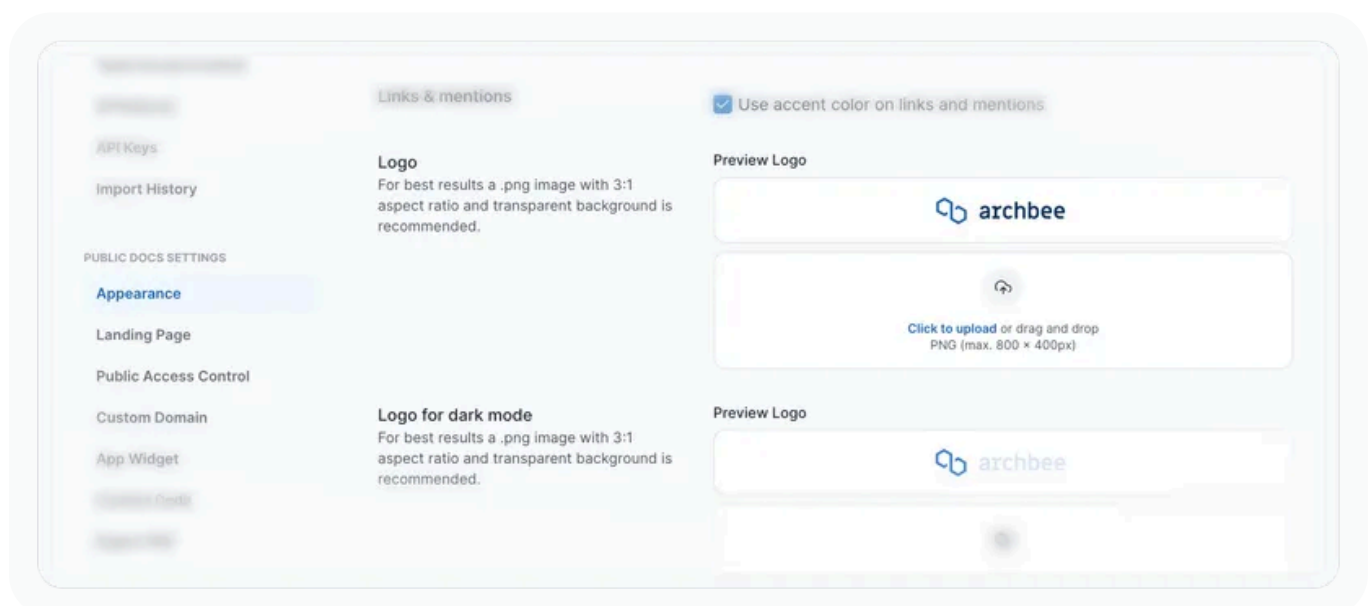 API Keys
Import History
PUBLIC DOCS SETTINGS
Appearance
Landing Page
Public Access Control
Custom Domain
App Widget
Links & mentions
Use accent color on links and mentions
Logo
For best results a .png image with 3:1
aspect ratio and transparent background is
recommended.
Preview Logo
archbee
Click to upload or drag and drop
PNG (max. 800 × 400px)
Logo for dark mode
For best results a .png image with 3:1
aspect ratio and transparent background is
recommended.
Preview Logo
archbee